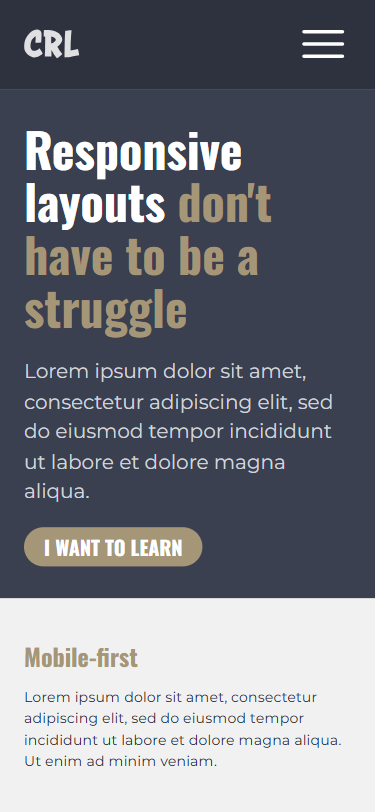 CRL
Responsive
layouts don't
have to be a
struggle
Lorem ipsum dolor sit amet,
consectetur adipiscing elit, sed
do eiusmod tempor incididunt
ut labore et dolore magna
aliqua.
I WANT TO LEARN
Mobile-first
Lorem ipsum dolor sit amet, consectetur
adipiscing elit, sed do eiusmod tempor
incididunt ut labore et dolore magna aliqua.
Ut enim ad minim veniam.